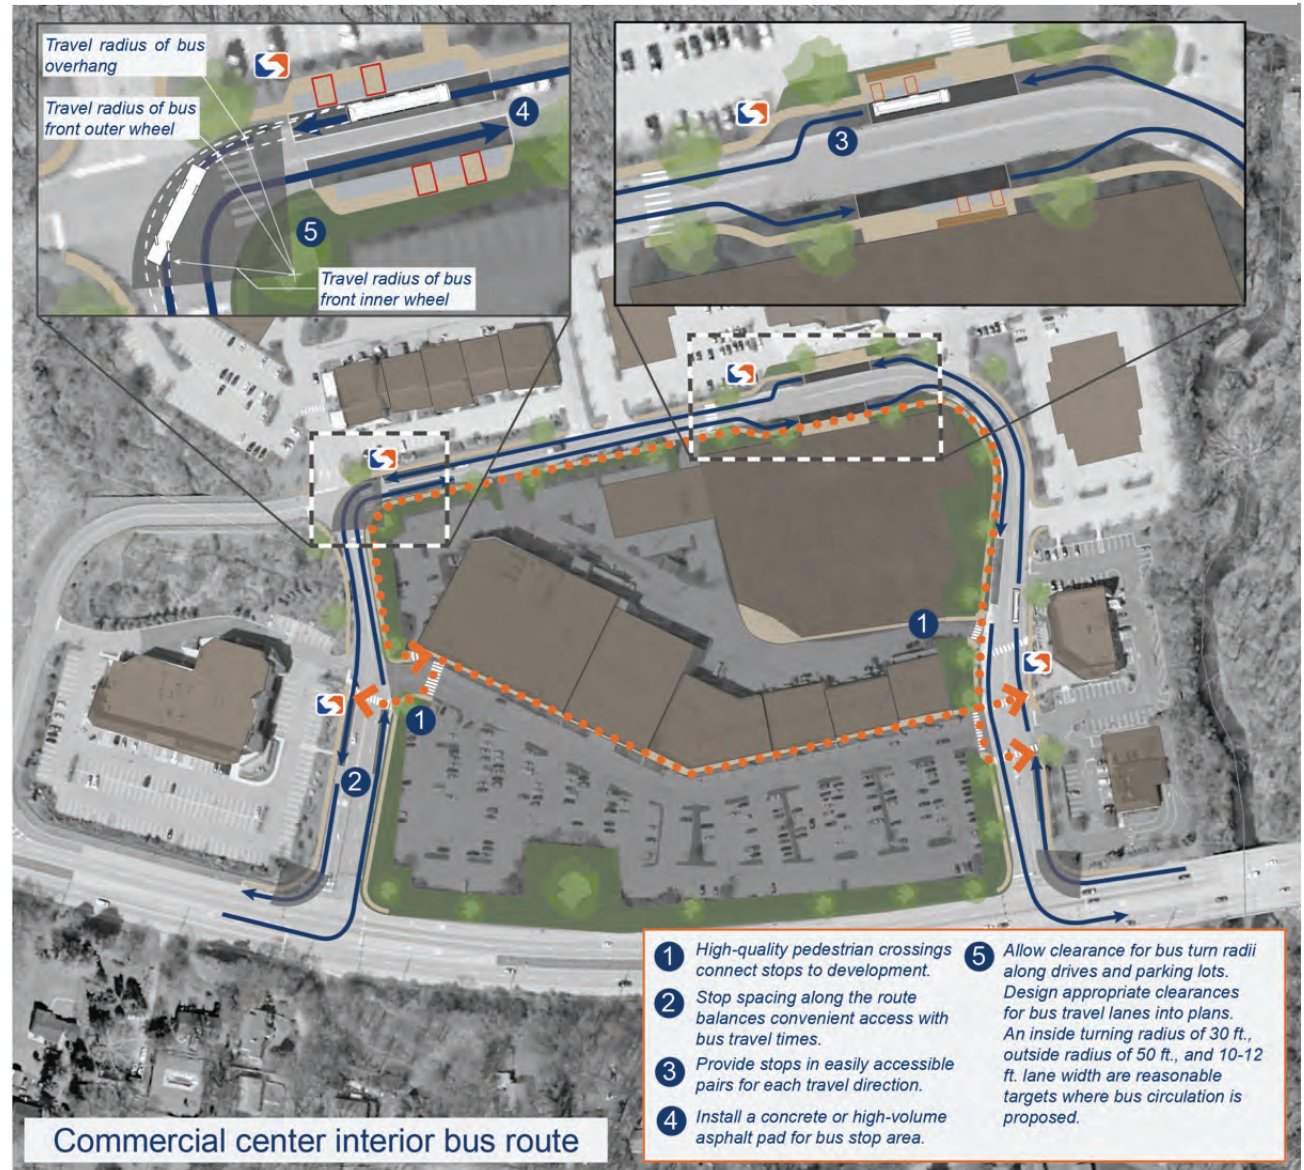 Travel radius of bus
overhang
Travel radius of bus
front outer wheel
4
5
Travel radius of bus
front inner wheel
3
1
1
2
1
High-quality pedestrian crossings
connect stops to development.
2
Stop spacing along the route
balances convenient access with
bus travel times.
3
Provide stops in easily accessible
pairs for each travel direction.
4
Install a concrete or high-volume
asphalt pad for bus stop area.
5
Allow clearance for bus turn radii
along drives and parking lots.
Design appropriate clearances
for bus travel lanes into plans.
An inside turning radius of 30 ft.,
outside radius of 50 ft., and 10-12
ft. lane width are reasonable
targets where bus circulation is
proposed.
Commercial center interior bus route